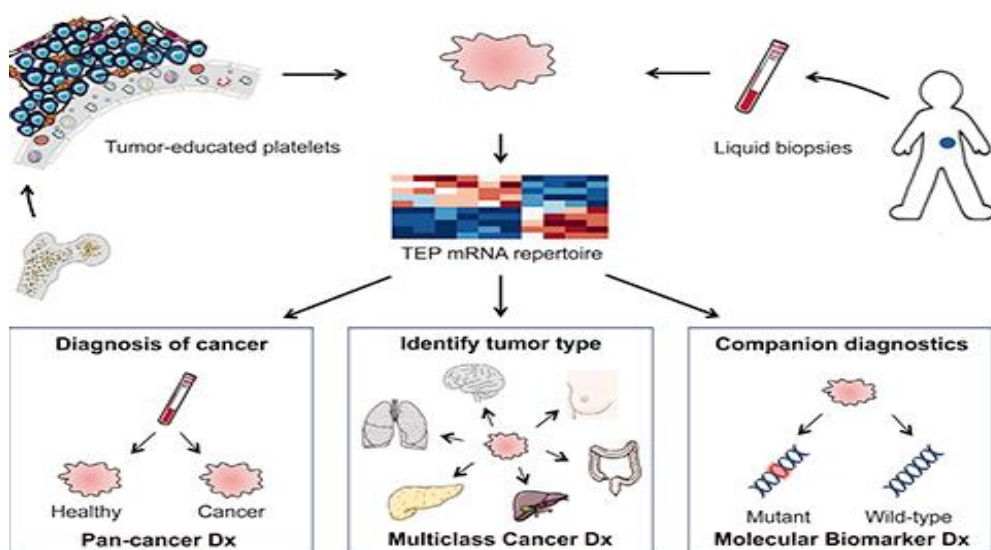 Tumor-educated platelets
Liquid biopsies
TEP mRNA repertoire
Diagnosis of cancer
Healthy
Cancer
Pan-cancer Dx
Identify tumor type
Multiclass Cancer Dx
Companion diagnostics
Mutant
Wild-type
Molecular Biomarker Dx